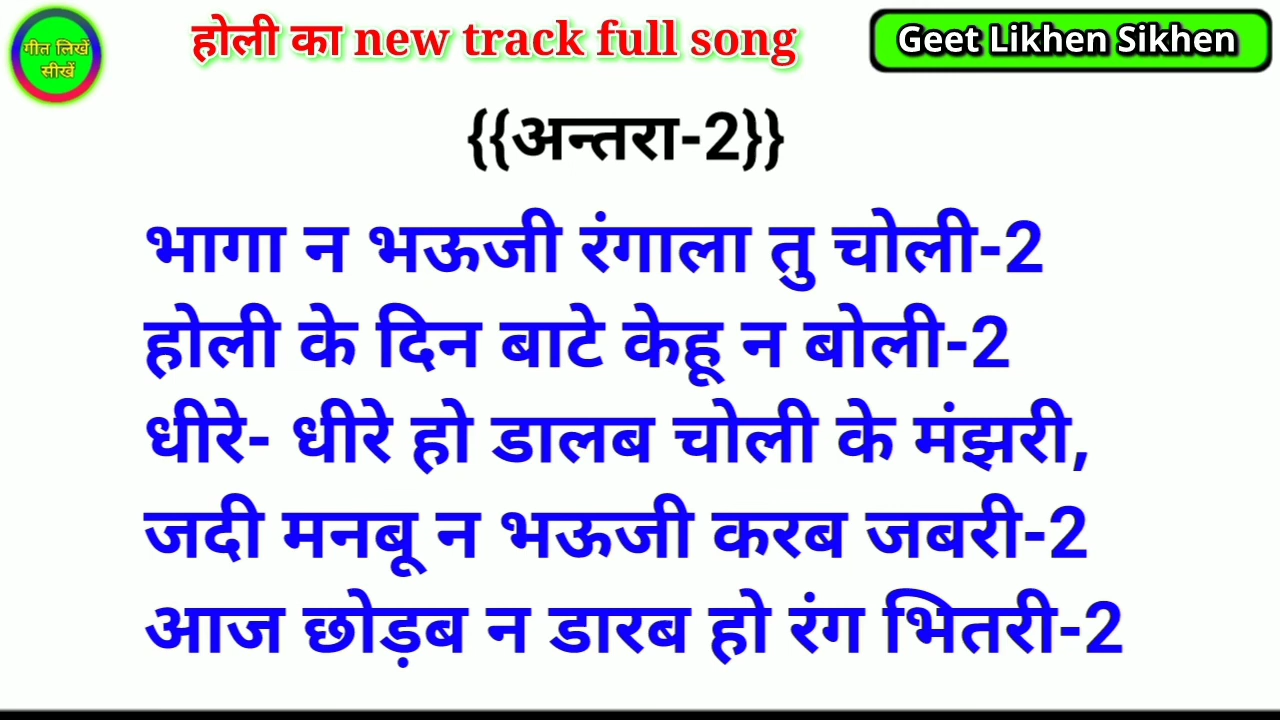 गीत लिखें
सीखें
होली का new track full song
Geet Likhen Sikhen
{{अन्तरा-2}}
भागा न भऊजी रंगाला तु चोली-2
होली के दिन बाटे केहू न बोली-2
धीरे- धीरे हो डालब चोली के मंझरी,
जदी मनबू न भऊजी करब जबरी-2
आज छोड़ब न डारब हो रंग भितरी-2